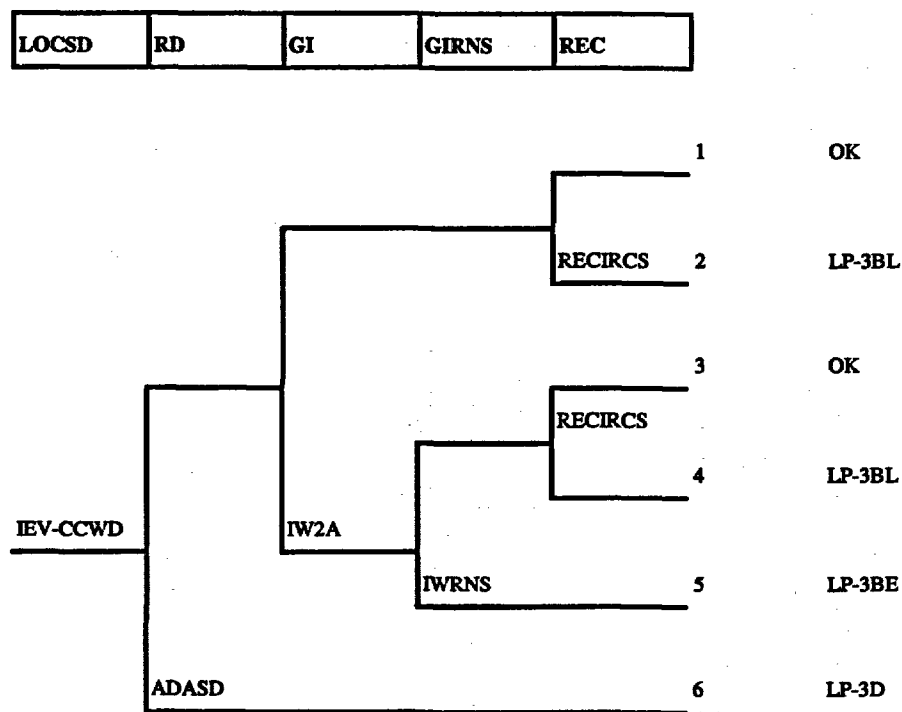 LOCSD RD GI GIRNS REC
1 OK
RECIRCS 2 LP-3BL
3 OK
RECIRCS
4 LP-3BL
IEV-CCWD IW2A
IWRNS 5 LP-3BE
ADASD 6 LP-3D